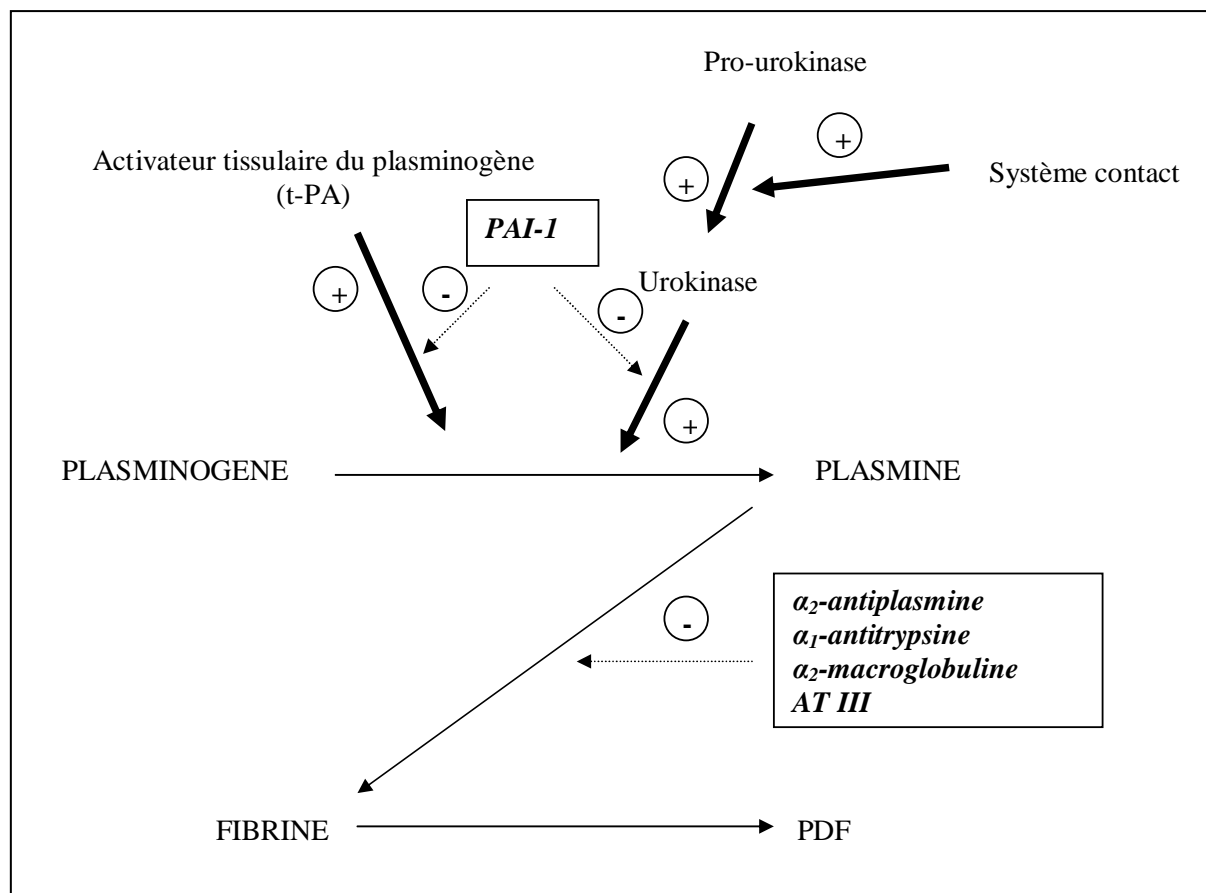 Pro-urokinase
+
Activateur tissulaire du plasminogène
(t-PA)
+
Système contact
PAI-1
Urokinase
+
-
-
+
PLASMINOGENE
PLASMINE
α2-antiplasmine
α1-antitrypsine
α2-macroglobuline
AT III
-
FIBRINE
PDF